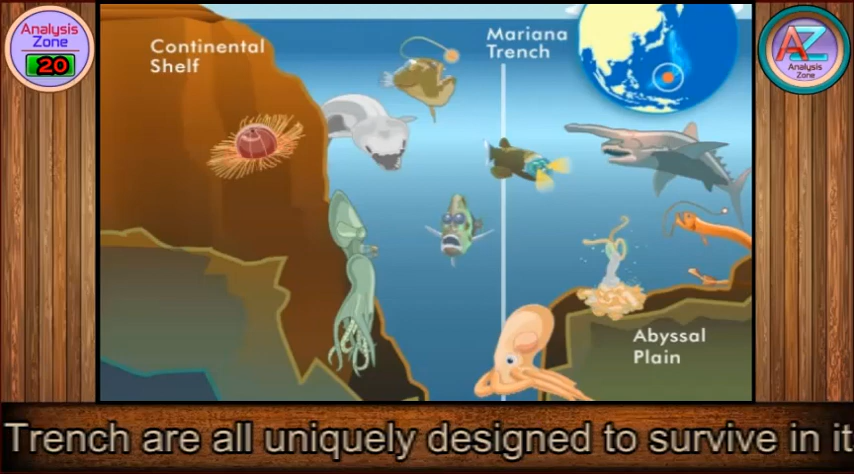 Analysis
Zone
20
Continental
Shelf
Mariana
Trench
AZ
Analysis
Zone
Abyssal
Plain
Trench are all uniquely designed to survive in it